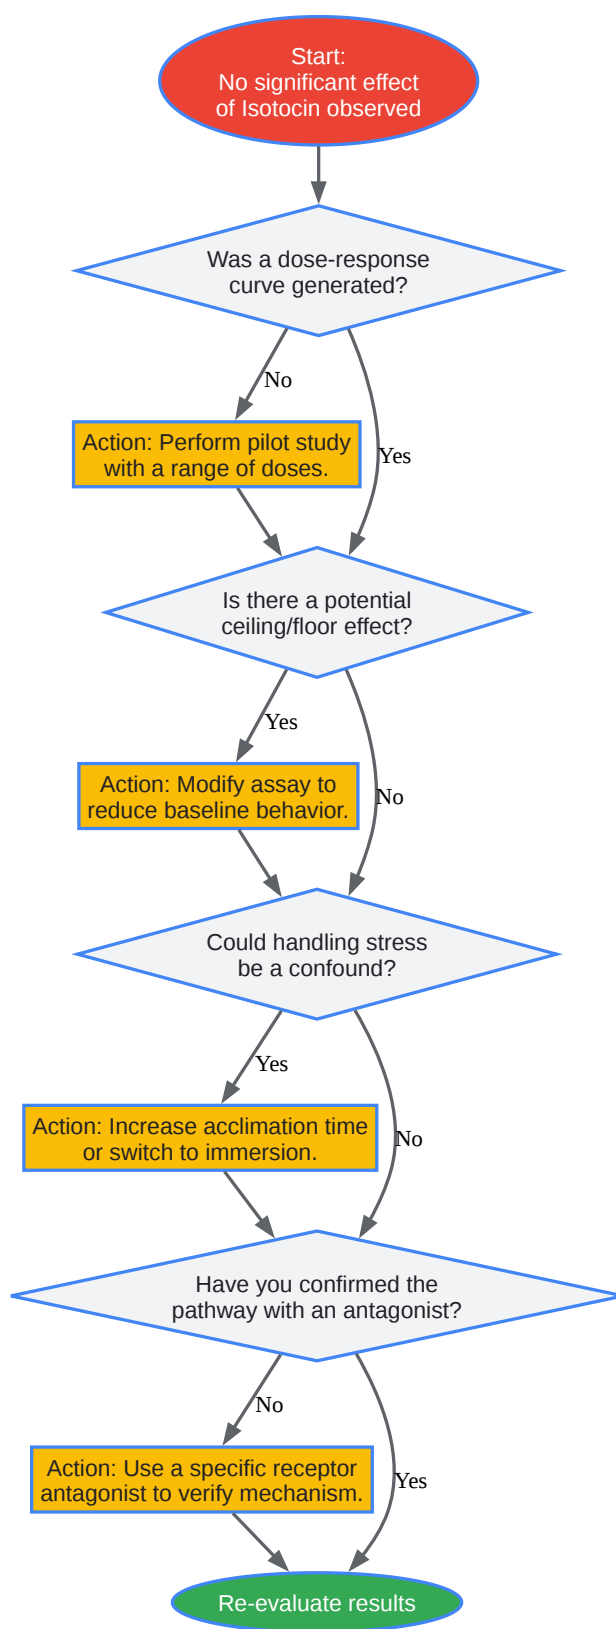 Start:
No significant effect
of Isotocin observed
Was a dose-response
curve generated?
No
Yes
Action: Perform pilot study
with a range of doses.
Is there a potential
ceiling/floor effect?
Yes
No
Action: Modify assay to
reduce baseline behavior.
Could handling stress
be a confound?
Yes
No
Action: Increase acclimation time
or switch to immersion.
Have you confirmed the
pathway with an antagonist?
No
Yes
Action: Use a specific receptor
antagonist to verify mechanism.
Re-evaluate results